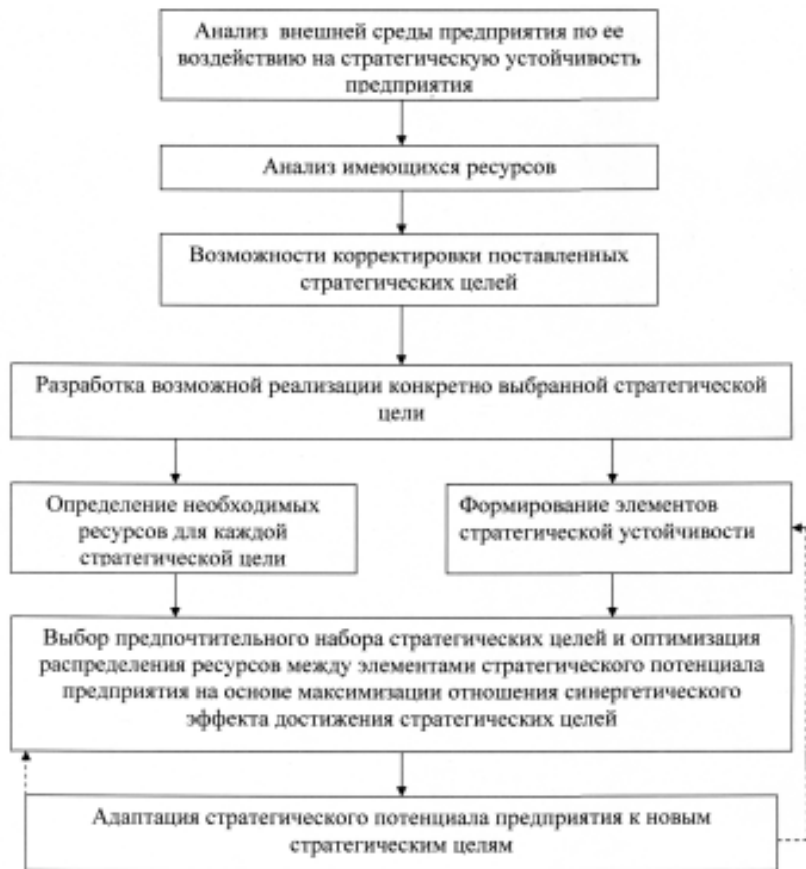 Анализ внешней среды предприятия по ее
воздействию на стратегическую устойчивость
предприятия
Анализ имеющихся ресурсов
Возможности корректировки поставленных
стратегических целей
Разработка возможной реализации конкретно выбранной стратегической
цели
Определение необходимых
ресурсов для каждой
стратегической цели
Формирование элементов
стратегической устойчивости
Выбор предпочтительного набора стратегических целей и оптимизация
распределения ресурсов между элементами стратегического потенциала
предприятия на основе максимизации отношения синергетического
эффекта достижения стратегических целей
Адаптация стратегического потенциала предприятия к новым
стратегическим целям